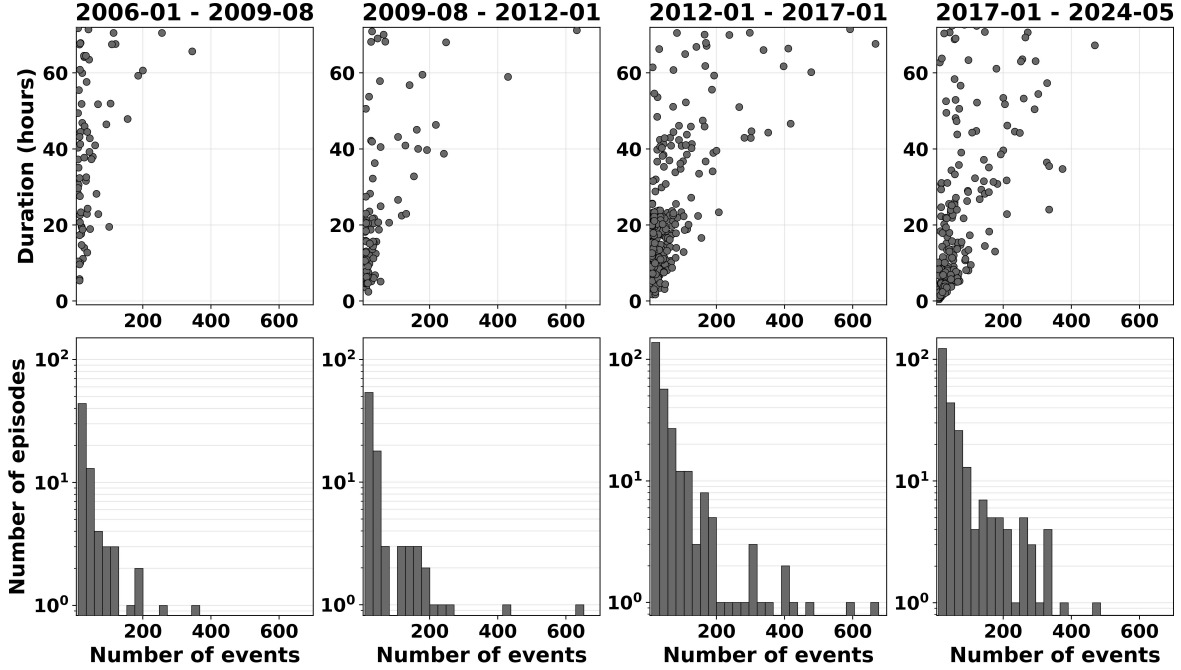 2006-01 - 2009-08 2009-08 - 2012-01 2012-01 - 2017-01 2017-01 - 2024-05
Duration (hours)
60 60 60 60
40 40 40 40
20 20 20 20
0 0 0 0
200 400 600 200 400 600 200 400 600 200 400 600
Number of episodes
10² 10² 10² 10²
10¹ 10¹ 10¹ 10¹
10⁰ 10⁰ 10⁰ 10⁰
200 400 600 200 400 600 200 400 600 200 400 600
Number of events Number of events Number of events Number of events